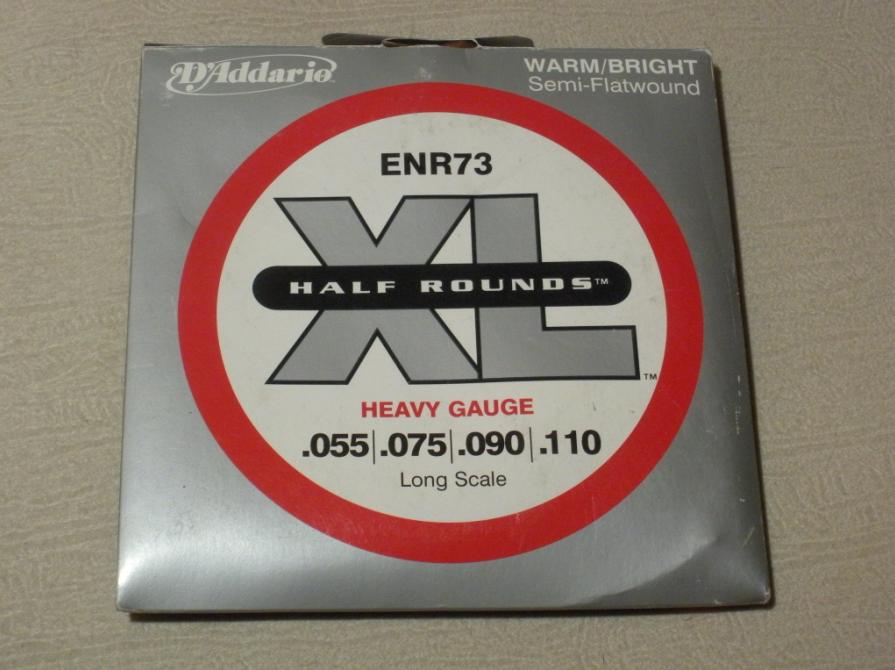 D'Addario
WARM/BRIGHT
Semi-Flatwound
ENR73
XL
HALF ROUNDS™
™
HEAVY GAUGE
.055|.075|.090|.110
Long Scale